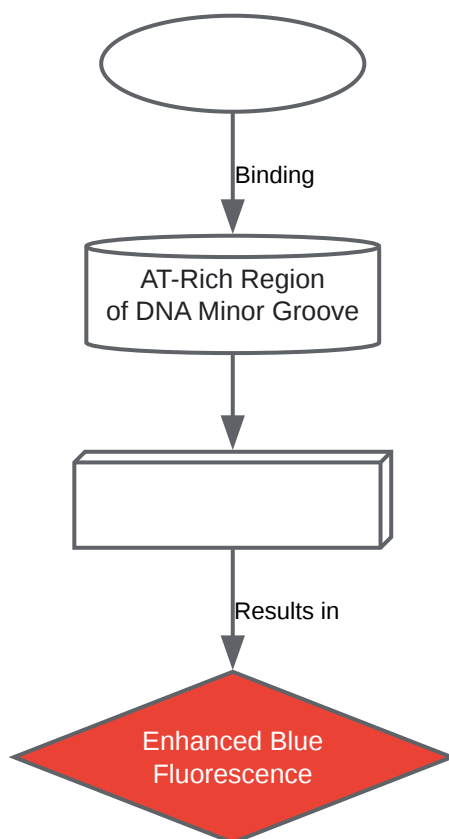 Binding
AT-Rich Region
of DNA Minor Groove
Results in
Enhanced Blue
Fluorescence